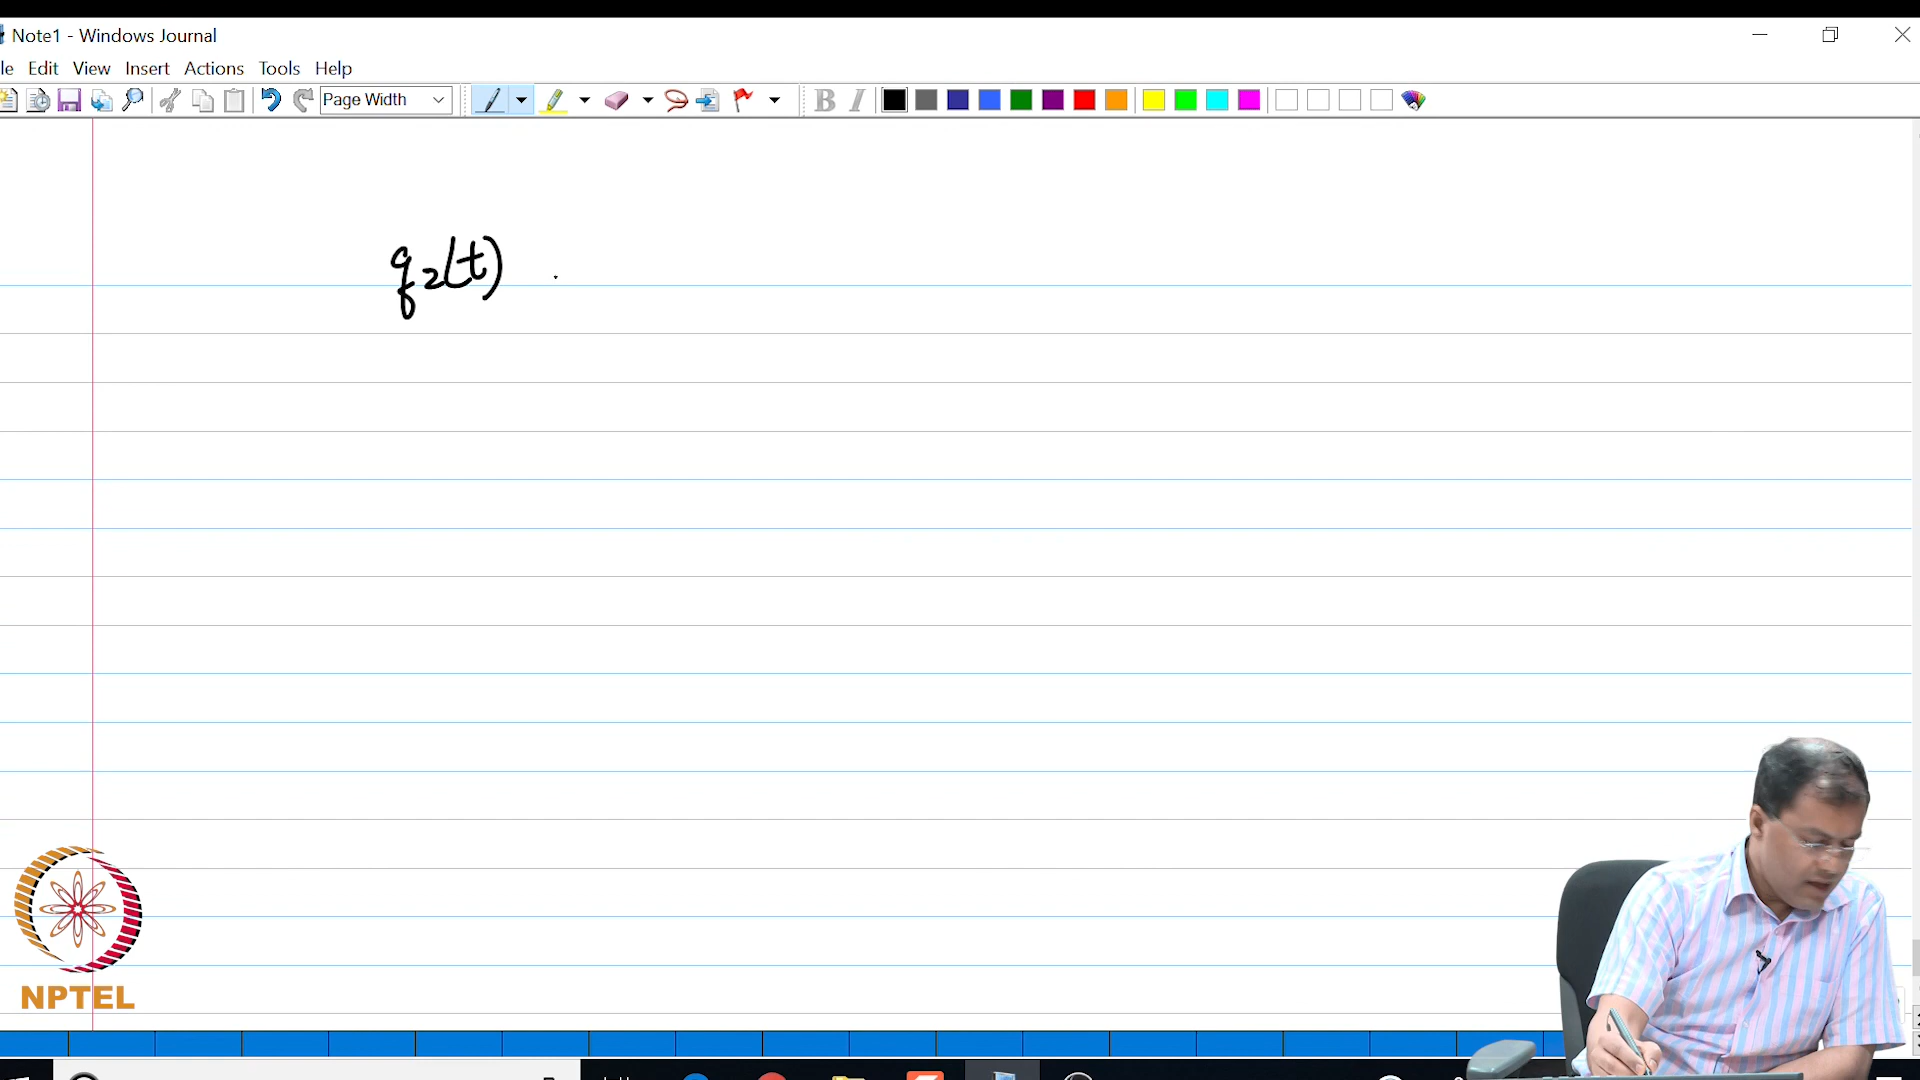 Note1 - Windows Journal
le Edit View Insert Actions Tools Help
Page Width B I
q₂(t)
NPTEL